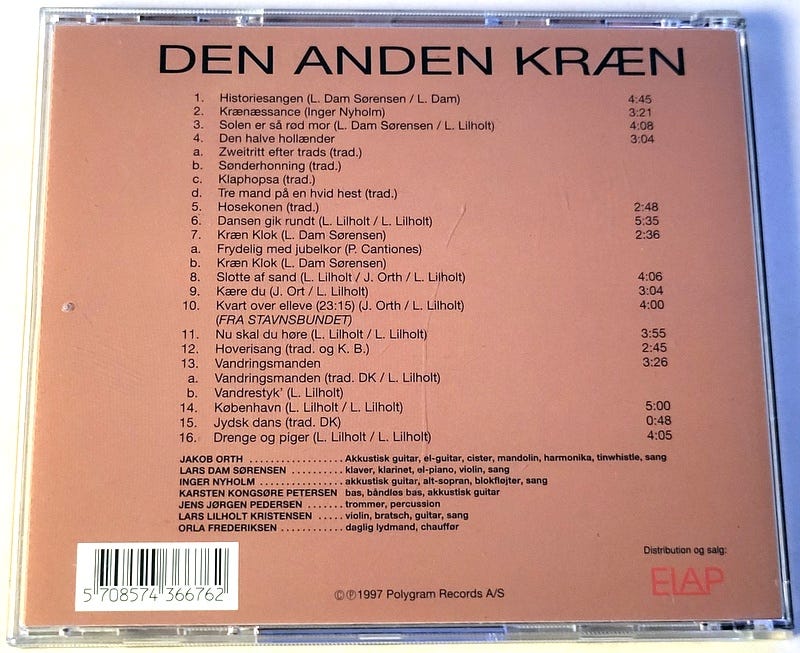 DEN ANDEN KRÆN
1. Historiesangen (L. Dam Sørensen / L. Dam) 4:45
2. Krænæssance (Inger Nyholm) 3:21
3. Solen er så rød mor (L. Dam Sørensen / L. Lilholt) 4:08
4. Den halve hollænder 3:04
a. Zweitritt efter trads (trad.)
b. Sønderhonning (trad.)
c. Klaphopsa (trad.)
d. Tre mand på en hvid hest (trad.)
5. Hosekonen (trad.) 2:48
6. Dansen gik rundt (L. Lilholt / L. Lilholt) 5:35
7. Kræn Klok (L. Dam Sørensen) 2:36
a. Frydelig med jubelkor (P. Cantiones)
b. Kræn Klok (L. Dam Sørensen)
8. Slotte af sand (L. Lilholt / J. Orth / L. Lilholt) 4:06
9. Kære du (J. Ort / L. Lilholt) 3:04
10. Kvart over elleve (23:15) (J. Orth / L. Lilholt) 4:00
(FRA STAVNSBUNDET)
11. Nu skal du høre (L. Lilholt / L. Lilholt) 3:55
12. Hoverisang (trad. og K. B.) 2:45
13. Vandringsmanden 3:26
a. Vandringsmanden (trad. DK / L. Lilholt)
b. Vandrestyk' (L. Lilholt)
14. København (L. Lilholt / L. Lilholt) 5:00
15. Jydsk dans (trad. DK) 0:48
16. Drenge og piger (L. Lilholt / L. Lilholt) 4:05
JAKOB ORTH .................. Akkustisk guitar, el-guitar, cister, mandolin, harmonika, tinwhistle, sang
LARS DAM SØRENSEN .......... klaver, klarinet, el-piano, violin, sang
INGER NYHOLM ................ akkustisk guitar, alt-sopran, blokfløjter, sang
KARSTEN KONGSØRE PETERSEN bas, båndløs bas, akkustisk guitar
JENS JØRGEN PEDERSEN ....... trommer, percussion
LARS LILHOLT KRISTENSEN ..... violin, bratsch, guitar, sang
ORLA FREDERIKSEN ............ daglig lydmand, chauffør
Distribution og salg:
ELAP
5 708574 366762
©℗1997 Polygram Records A/S